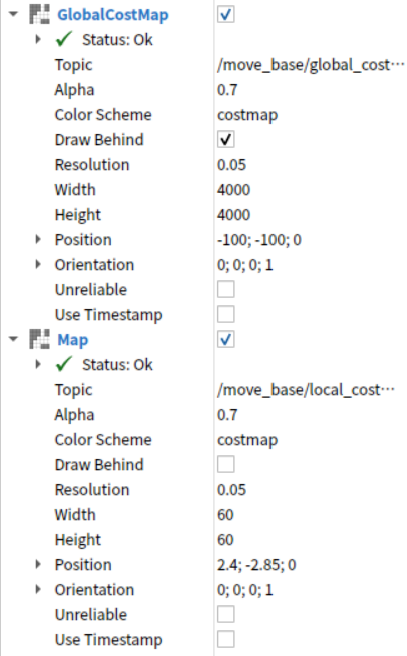 GlobalCostMap
Status: Ok
Topic /move_base/global_cost···
Alpha 0.7
Color Scheme costmap
Draw Behind
Resolution 0.05
Width 4000
Height 4000
Position -100; -100; 0
Orientation 0; 0; 0; 1
Unreliable
Use Timestamp
Map
Status: Ok
Topic /move_base/local_cost···
Alpha 0.7
Color Scheme costmap
Draw Behind
Resolution 0.05
Width 60
Height 60
Position 2.4; -2.85; 0
Orientation 0; 0; 0; 1
Unreliable
Use Timestamp